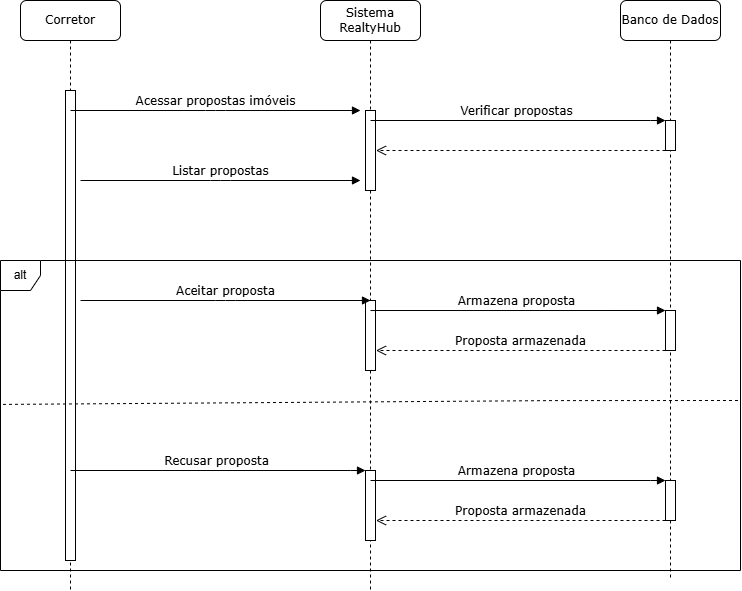 Corretor
Sistema
RealtyHub
Banco de Dados
Acessar propostas imóveis
Verificar propostas
Listar propostas
alt
Aceitar proposta
Armazena proposta
Proposta armazenada
Recusar proposta
Armazena proposta
Proposta armazenada